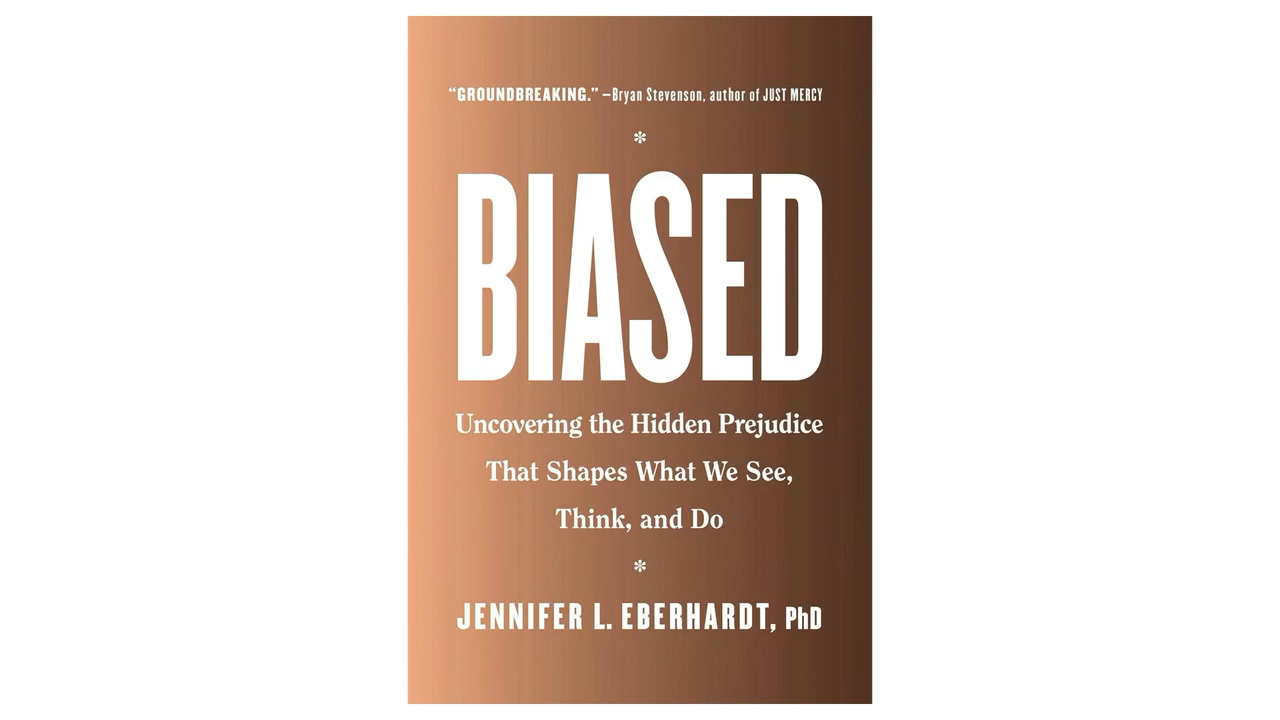 “GROUNDBREAKING.” —Bryan Stevenson, author of JUST MERCY
*
BIASED
Uncovering the Hidden Prejudice
That Shapes What We See,
Think, and Do
*
JENNIFER L. EBERHARDT, PhD